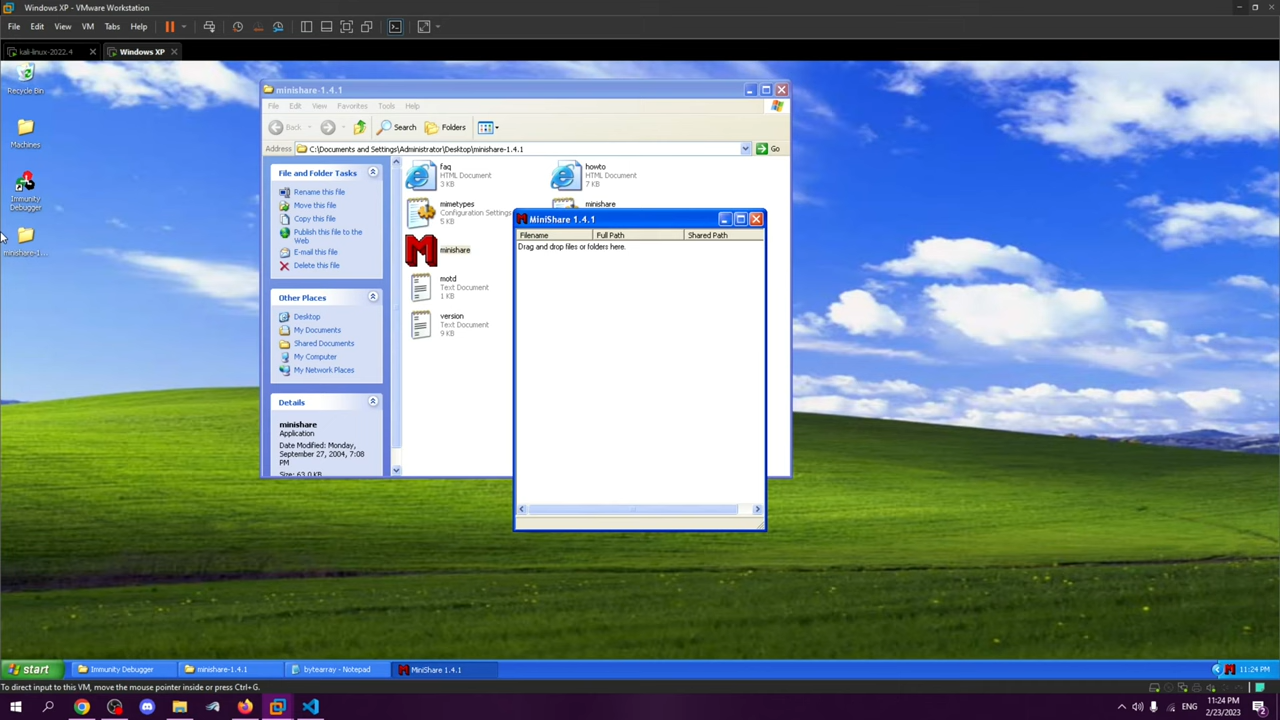 Windows XP - VMware Workstation
File Edit View VM Tabs Help
kali-linux-2022.4 Windows XP
Recycle Bin
Machines
Immunity
Debugger
minishare-1...
minishare-1.4.1
File Edit View Favorites Tools Help
Back Search Folders
Address C:\Documents and Settings\Administrator\Desktop\minishare-1.4.1 Go
File and Folder Tasks
Rename this file
Move this file
Copy this file
Publish this file to the
Web
E-mail this file
Delete this file
Other Places
Desktop
My Documents
Shared Documents
My Computer
My Network Places
Details
minishare
Application
Date Modified: Monday,
September 27, 2004, 7:08
PM
Size: 63.0 KB
faq
HTML Document
3 KB
howto
HTML Document
7 KB
mimetypes
Configuration Settings
5 KB
minishare
minishare
motd
Text Document
1 KB
version
Text Document
9 KB
MiniShare 1.4.1
Filename Full Path Shared Path
Drag and drop files or folders here.
start Immunity Debugger minishare-1.4.1 bytearray - Notepad MiniShare 1.4.1 11:24 PM
To direct input to this VM, move the mouse pointer inside or press Ctrl+G.
ENG
11:24 PM
2/23/2023
2